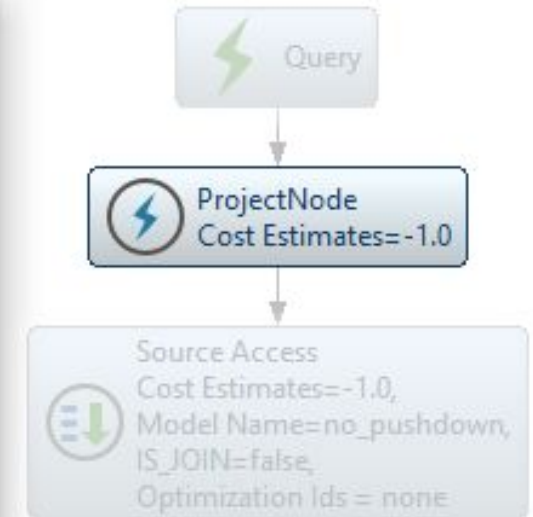 Query
ProjectNode
Cost Estimates=-1.0
Source Access
Cost Estimates=-1.0,
Model Name=no_pushdown,
IS_JOIN=false,
Optimization Ids = none